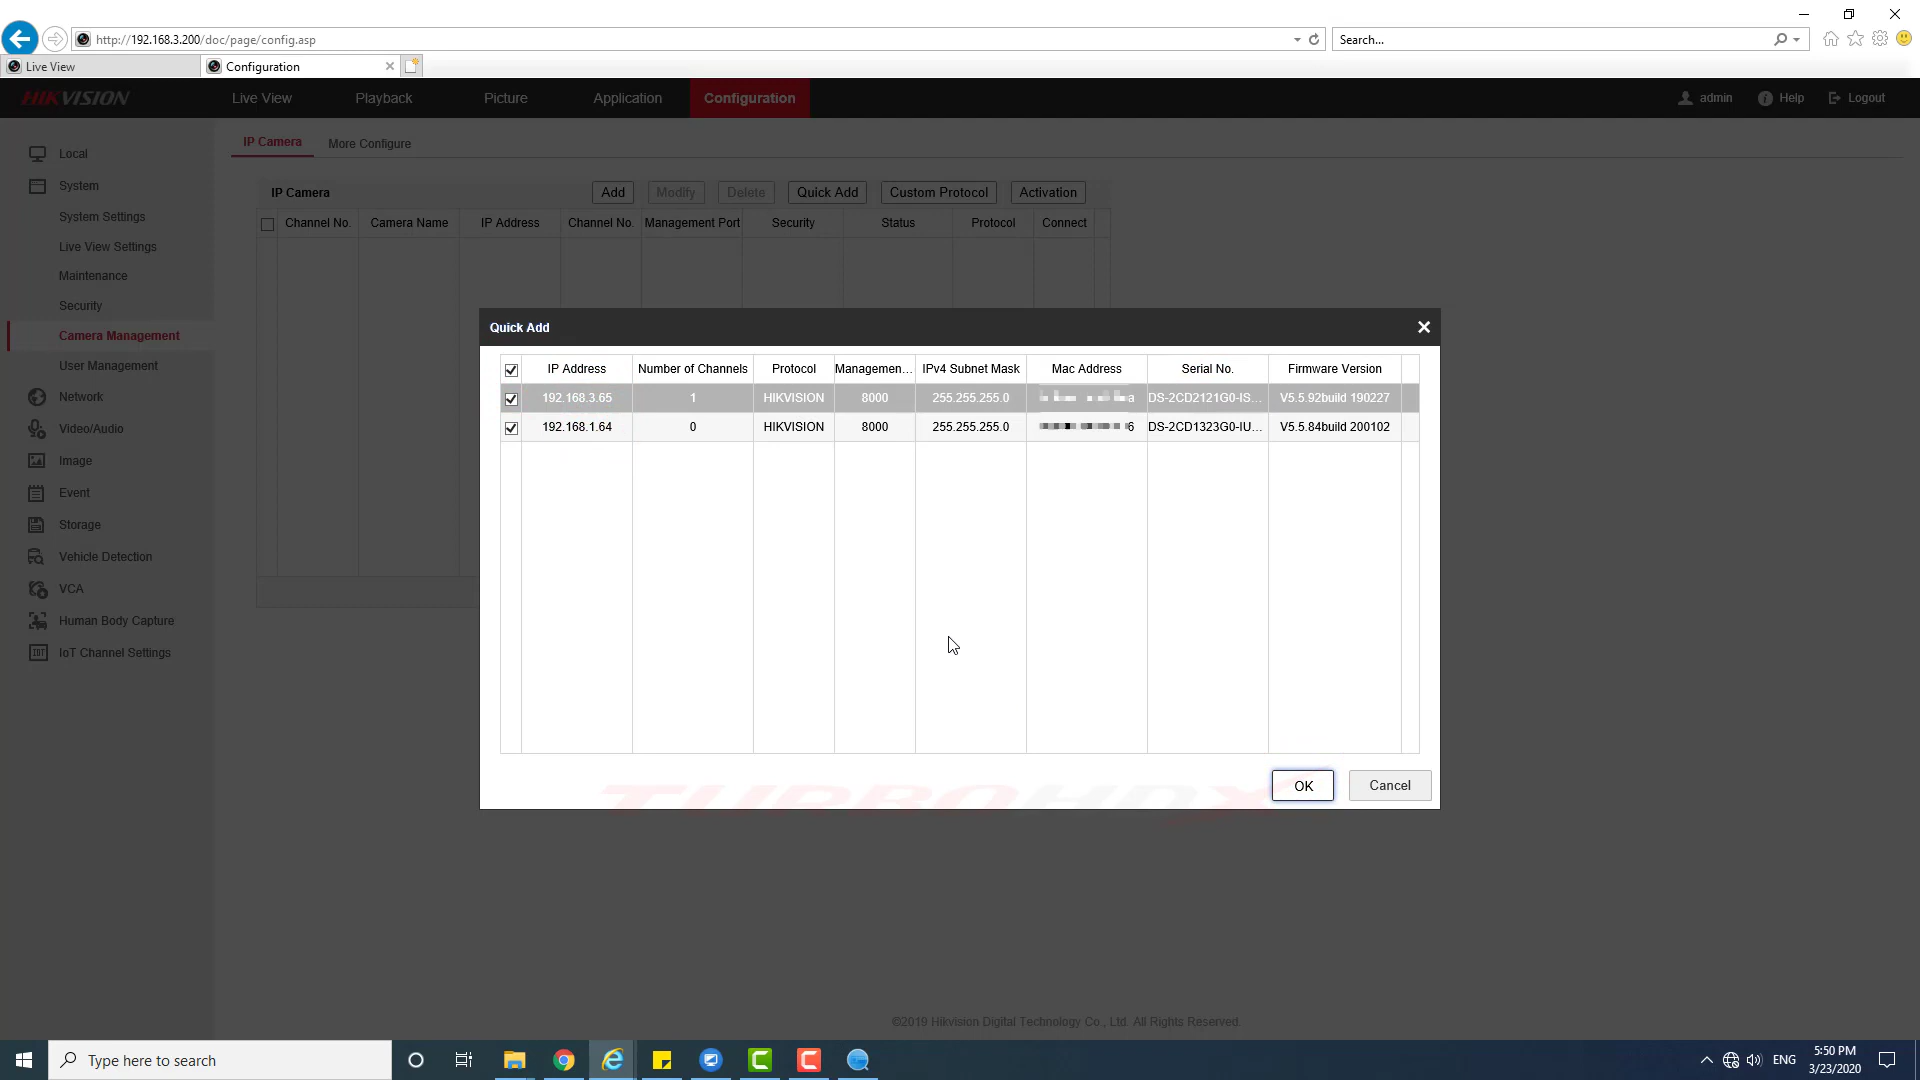 http://192.168.3.200/doc/page/config.asp
Search...
Live View
Configuration
HIKVISION
Live View
Playback
Picture
Application
Configuration
admin
Help
Logout
Local
System
System Settings
Live View Settings
Maintenance
Security
Camera Management
User Management
Network
Video/Audio
Image
Event
Storage
Vehicle Detection
VCA
Human Body Capture
IOT
IoT Channel Settings
IP Camera
More Configure
IP Camera
Add
Modify
Delete
Quick Add
Custom Protocol
Activation
Channel No. Camera Name IP Address Channel No. Management Port Security Status Protocol Connect
Quick Add
IP Address Number of Channels Protocol Managemen... IPv4 Subnet Mask Mac Address Serial No. Firmware Version
192.168.3.65 1 HIKVISION 8000 255.255.255.0 a DS-2CD2121G0-IS... V5.5.92build 190227
192.168.1.64 0 HIKVISION 8000 255.255.255.0 6 DS-2CD1323G0-IU... V5.5.84build 200102
TURBOHDX
OK
Cancel
©2019 Hikvision Digital Technology Co., Ltd. All Rights Reserved.
Type here to search
ENG
5:50 PM
3/23/2020